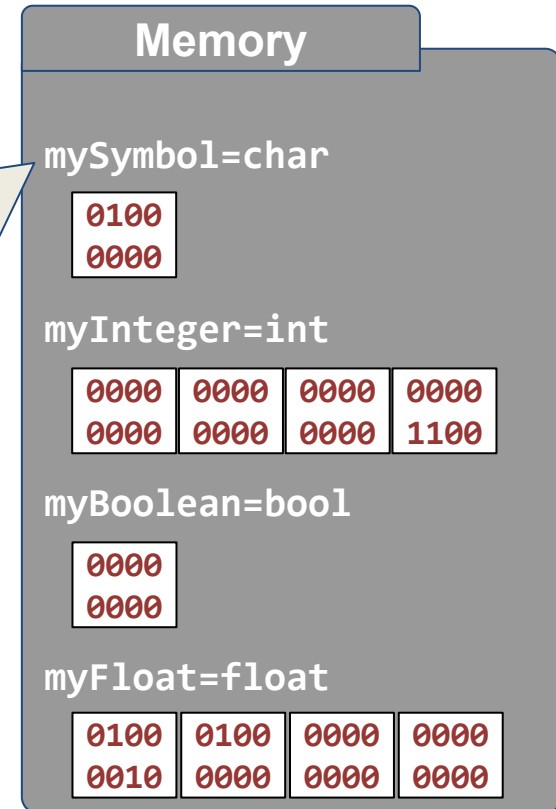 Memory
mySymbol=char
0100
0000
myInteger=int
0000 0000 0000 0000
0000 0000 0000 1100
myBoolean=bool
0000
0000
myFloat=float
0100 0100 0000 0000
0010 0000 0000 0000